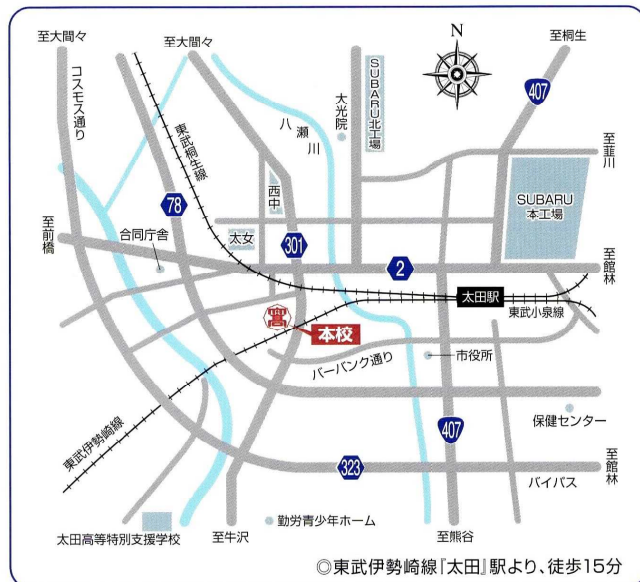 至大間々
至大間々
N
至桐生
コスモス通り
東武桐生線
八瀬川
大光院
SUBARU北工場
407
至韮川
78
西中
SUBARU
本工場
至前橋
合同庁舎
太女
301
2
至館林
太田駅
東武小泉線
高
本校
バーバンク通り
市役所
保健センター
東武伊勢崎線
407
323
至館林
バイパス
太田高等特別支援学校
至牛沢
勤労青少年ホーム
至熊谷
◎東武伊勢崎線『太田』駅より、徒歩15分